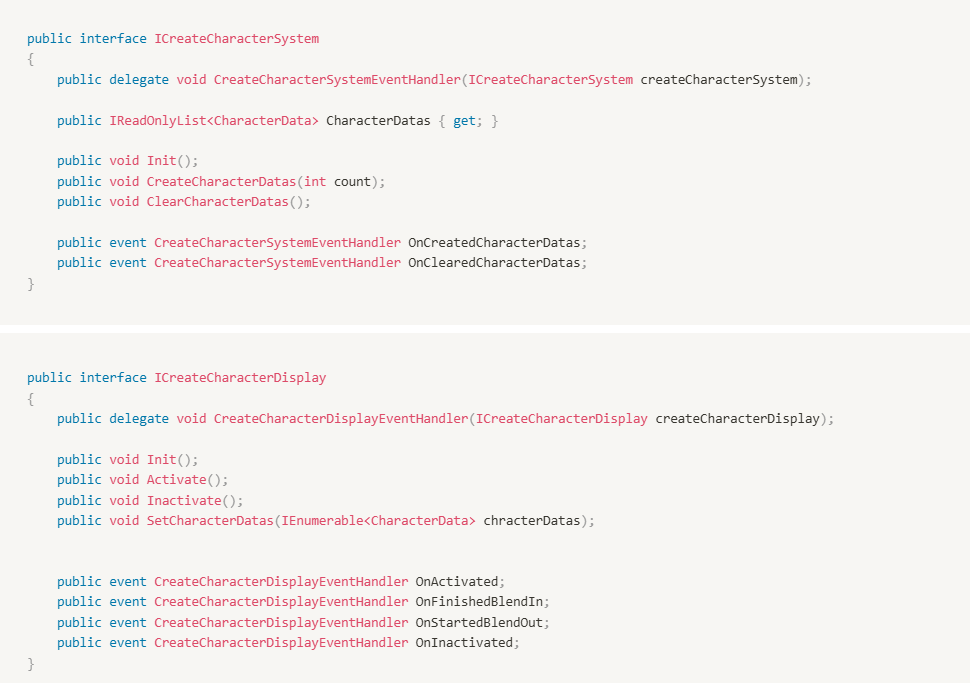 public interface ICreateCharacterSystem
{
public delegate void CreateCharacterSystemEventHandler(ICreateCharacterSystem createCharacterSystem);
public IReadOnlyList<CharacterData> CharacterDatas { get; }
public void Init();
public void CreateCharacterDatas(int count);
public void ClearCharacterDatas();
public event CreateCharacterSystemEventHandler OnCreatedCharacterDatas;
public event CreateCharacterSystemEventHandler OnClearedCharacterDatas;
}
public interface ICreateCharacterDisplay
{
public delegate void CreateCharacterDisplayEventHandler(ICreateCharacterDisplay createCharacterDisplay);
public void Init();
public void Activate();
public void Inactivate();
public void SetCharacterDatas(IEnumerable<CharacterData> chracterDatas);
public event CreateCharacterDisplayEventHandler OnActivated;
public event CreateCharacterDisplayEventHandler OnFinishedBlendIn;
public event CreateCharacterDisplayEventHandler OnStartedBlendOut;
public event CreateCharacterDisplayEventHandler OnInactivated;
}